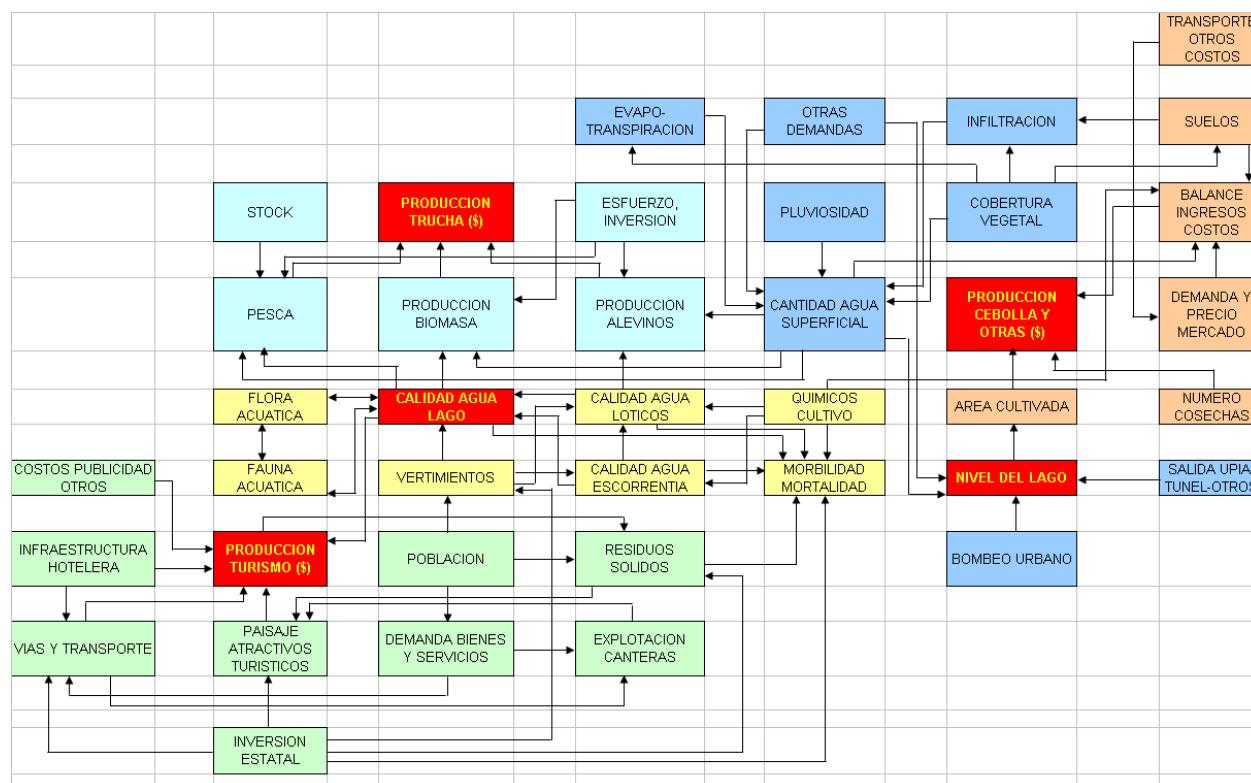 TRANSPORTE
OTROS
COSTOS
EVAPO-
TRANSPIRACION
OTRAS
DEMANDAS
INFILTRACION
SUELOS
STOCK
PRODUCCION
TRUCHA ($)
ESFUERZO,
INVERSION
PLUVIOSIDAD
COBERTURA
VEGETAL
BALANCE
INGRESOS
COSTOS
PESCA
PRODUCCION
BIOMASA
PRODUCCION
ALEVINOS
CANTIDAD AGUA
SUPERFICIAL
PRODUCCION
CEBOLLA Y
OTRAS ($)
DEMANDA Y
PRECIO
MERCADO
FLORA
ACUATICA
CALIDAD AGUA
LAGO
CALIDAD AGUA
LOTICOS
QUIMICOS
CULTIVO
AREA CULTIVADA
NUMERO
COSECHAS
COSTOS PUBLICIDAD
OTROS
FAUNA
ACUATICA
VERTIMIENTOS
CALIDAD AGUA
ESCORRENTIA
MORBILIDAD
MORTALIDAD
NIVEL DEL LAGO
SALIDA UPIA
TUNEL-OTROS
INFRAESTRUCTURA
HOTELERA
PRODUCCION
TURISMO ($)
POBLACION
RESIDUOS
SOLIDOS
BOMBEO URBANO
VIAS Y TRANSPORTE
PAISAJE
ATRACTIVOS
TURISTICOS
DEMANDA BIENES
Y SERVICIOS
EXPLOTACION
CANTERAS
INVERSION
ESTATAL